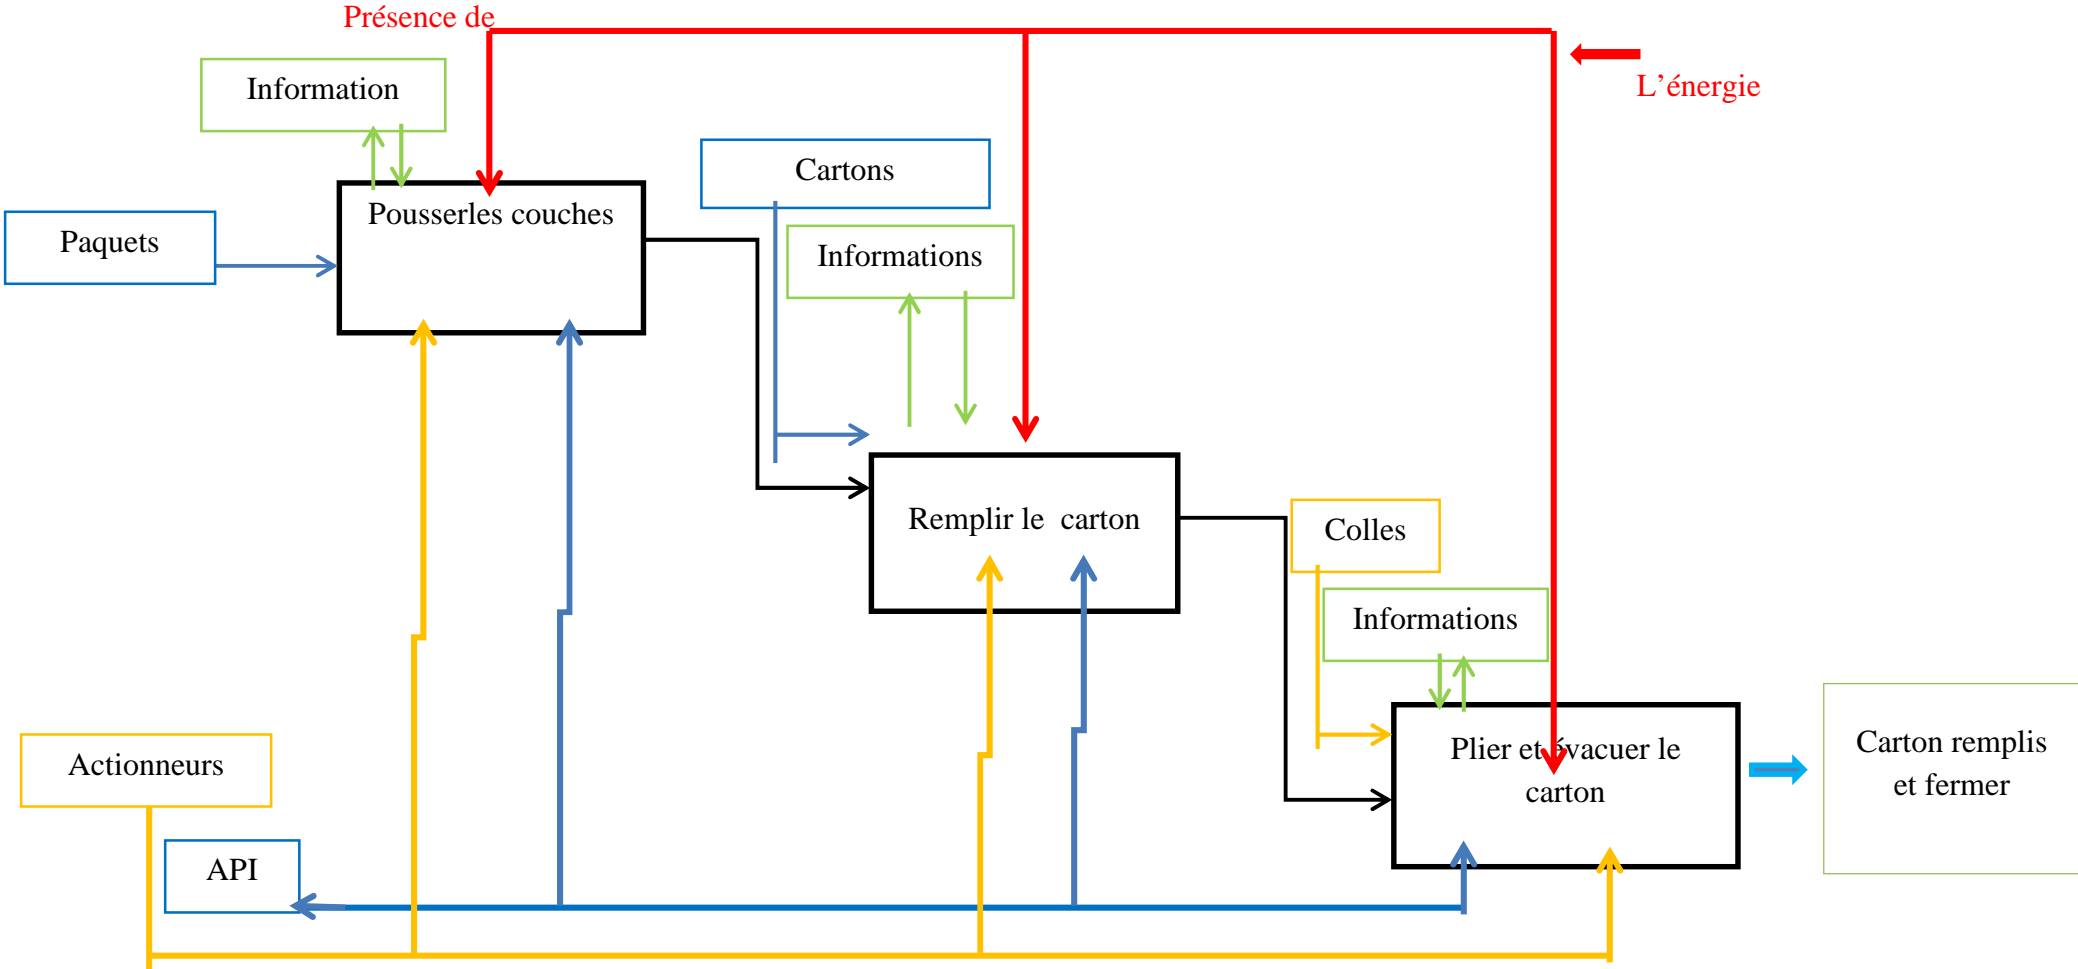 Présence de
Information
L'énergie
Cartons
Pousserles couches
Paquets
Informations
Remplir le  carton
Colles
Informations
Plier et évacuer le
carton
Carton remplis
et fermer
Actionneurs
API